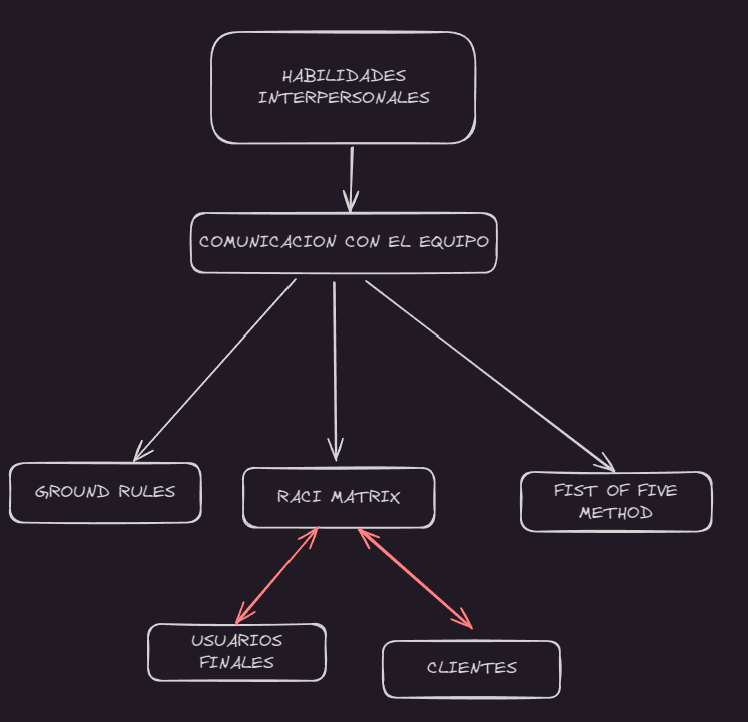 HABILIDADES
INTERPERSONALES
COMUNICACION CON EL EQUIPO
GROUND RULES
RACI MATRIX
FIST OF FIVE
METHOD
USUARIOS
FINALES
CLIENTES